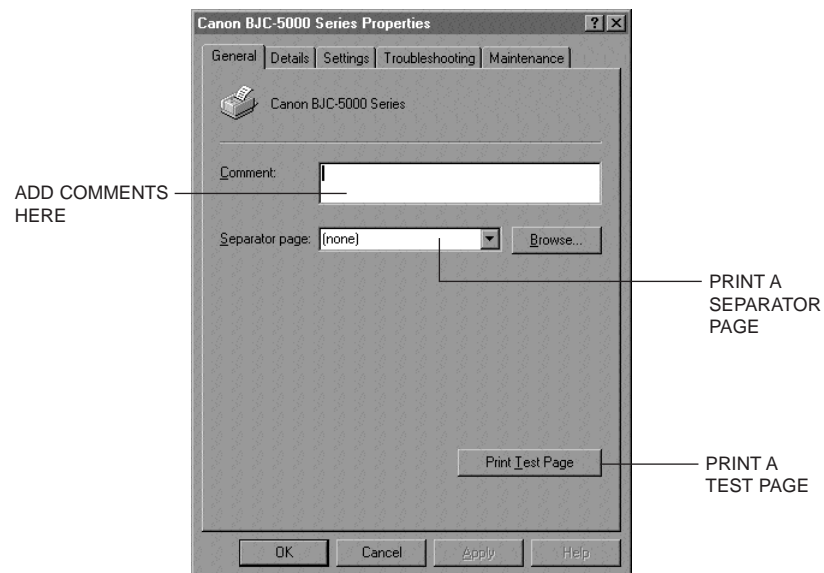 Canon BJC-5000 Series Properties
General Details Settings Troubleshooting Maintenance
Canon BJC-5000 Series
Comment:
ADD COMMENTS
HERE
Separator page: (none) Browse...
PRINT A
SEPARATOR
PAGE
Print Test Page
PRINT A
TEST PAGE
OK Cancel Apply Help